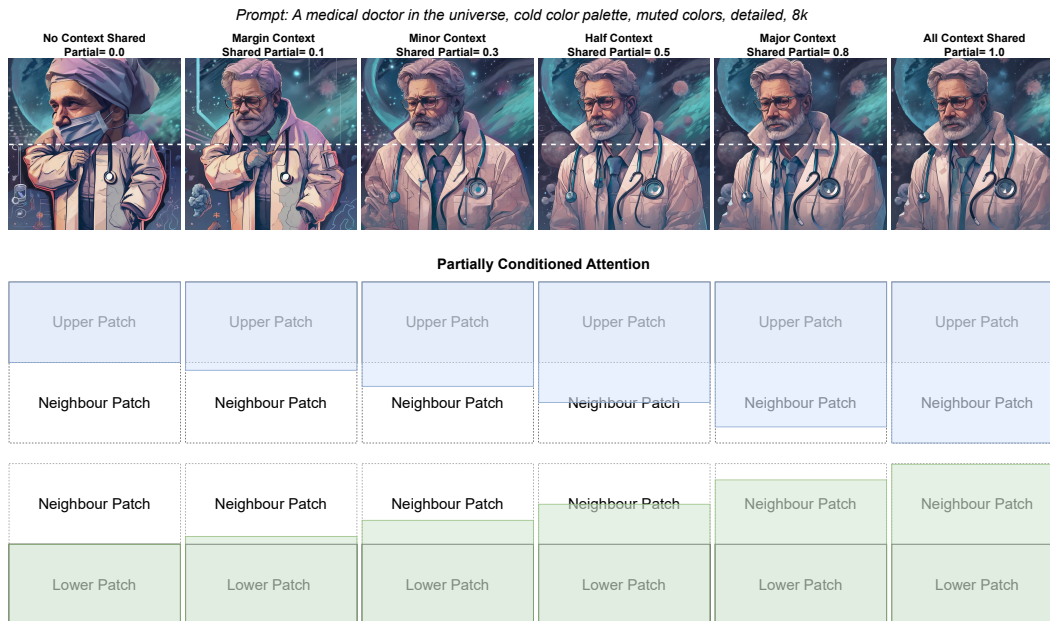 Prompt: A medical doctor in the universe, cold color palette, muted colors, detailed, 8k
No Context Shared
Partial= 0.0
Margin Context
Shared Partial= 0.1
Minor Context
Shared Partial= 0.3
Half Context
Shared Partial= 0.5
Major Context
Shared Partial= 0.8
All Context Shared
Partial= 1.0
Partially Conditioned Attention
Upper Patch Upper Patch Upper Patch Upper Patch Upper Patch Upper Patch
Neighbour Patch Neighbour Patch Neighbour Patch Neighbour Patch Neighbour Patch Neighbour Patch
Neighbour Patch Neighbour Patch Neighbour Patch Neighbour Patch Neighbour Patch Neighbour Patch
Lower Patch Lower Patch Lower Patch Lower Patch Lower Patch Lower Patch